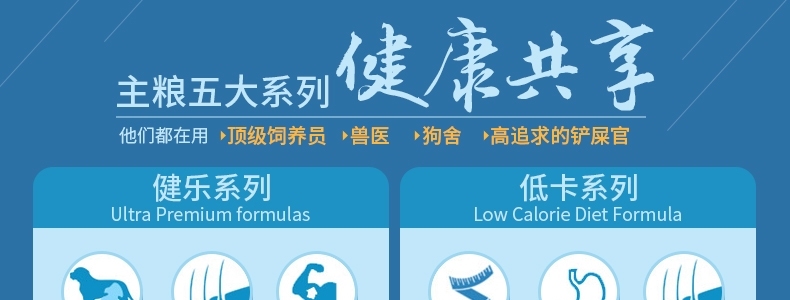 主粮五大系列 健康共享
他们都在用 顶级饲养员 兽医 狗舍 高追求的铲屎官
健乐系列
Ultra Premium formulas
低卡系列
Low Calorie Diet Formula